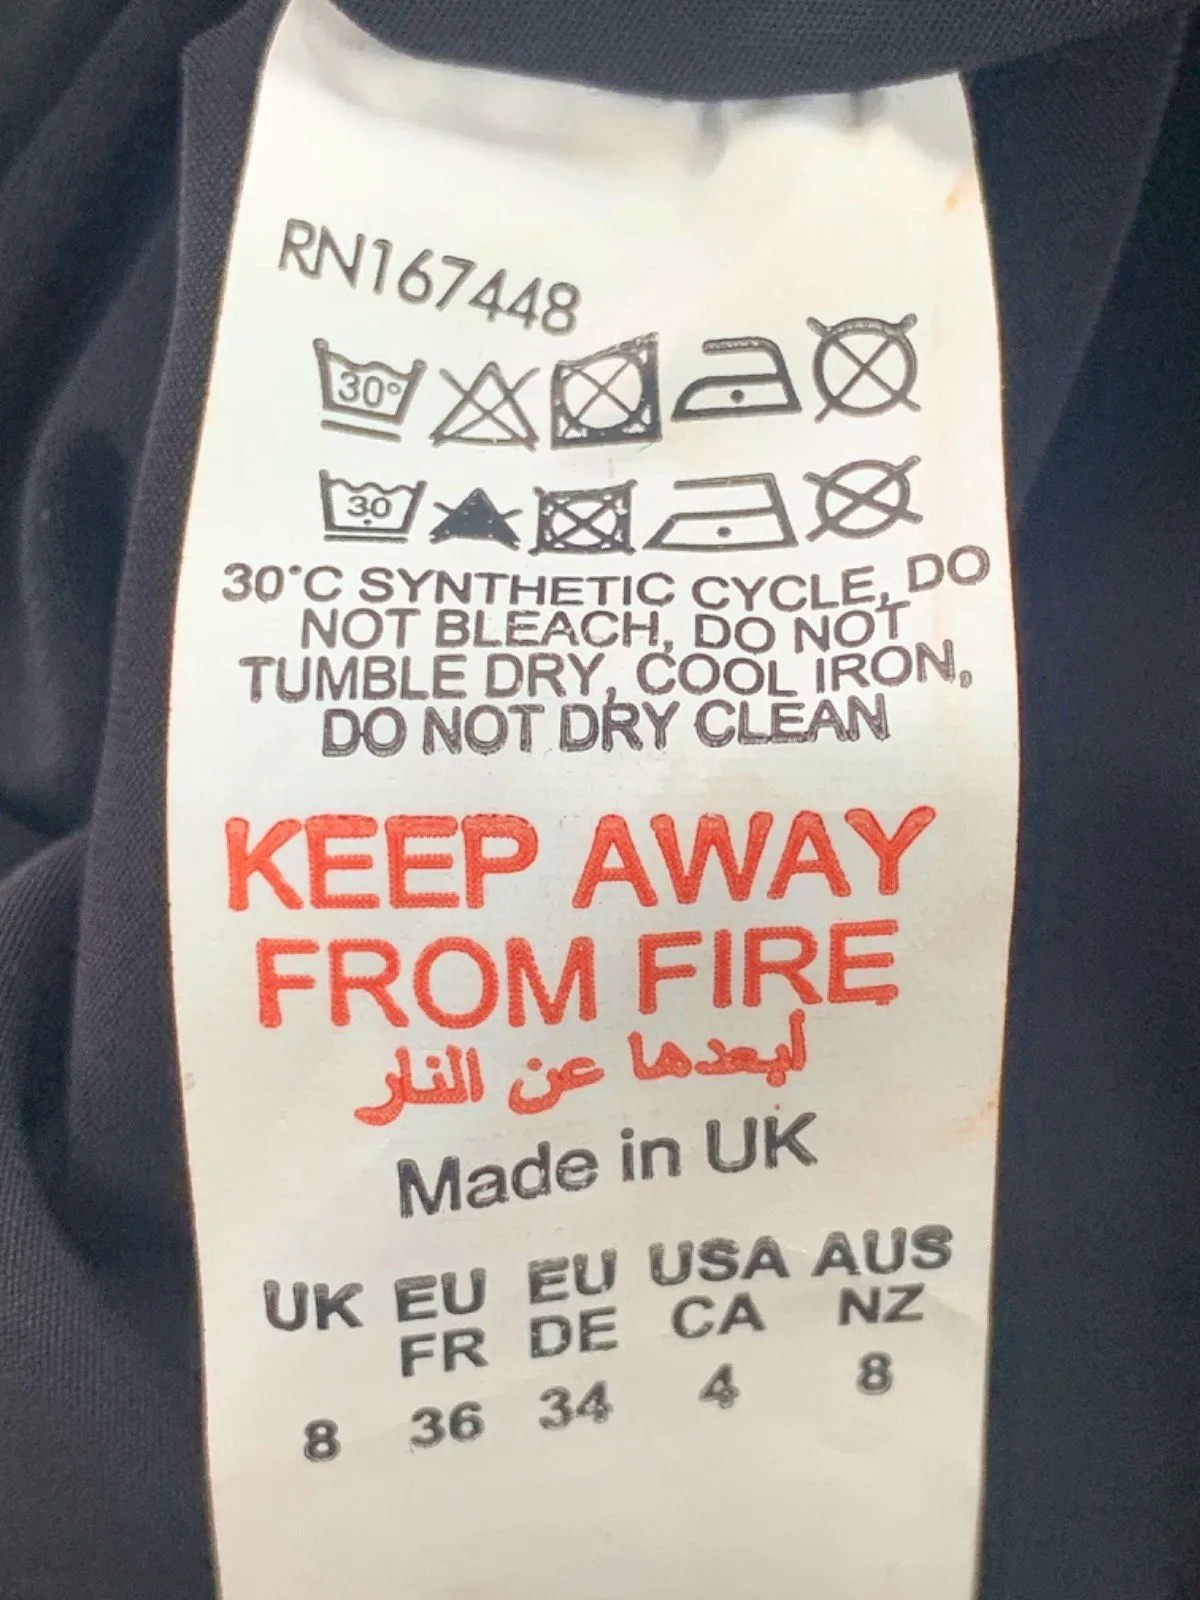 RN167448
30°
30
30°C SYNTHETIC CYCLE, DO
NOT BLEACH, DO NOT
TUMBLE DRY, COOL IRON,
DO NOT DRY CLEAN
KEEP AWAY
FROM FIRE
ابعدها عن النار
Made in UK
UK EU EU USA AUS
FR DE CA NZ
8 36 34 4 8